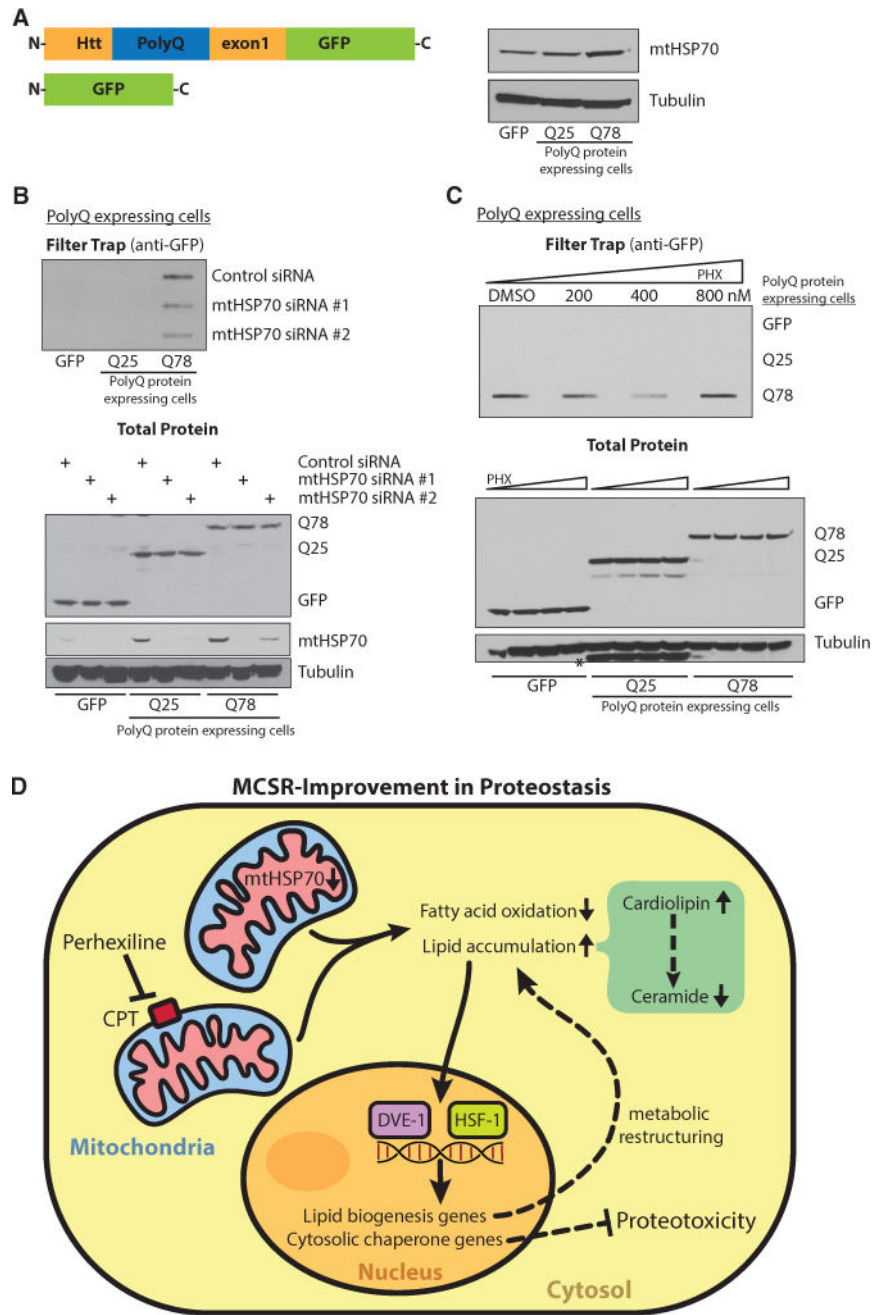 A
N- Htt PolyQ exon1 GFP -C
N- GFP -C
mtHSP70
Tubulin
GFP Q25 Q78
PolyQ protein
expressing cells
B
PolyQ expressing cells
Filter Trap (anti-GFP)
Control siRNA
mtHSP70 siRNA #1
mtHSP70 siRNA #2
GFP Q25 Q78
PolyQ protein
expressing cells
Total Protein
+ + + Control siRNA
+ + + mtHSP70 siRNA #1
+ + + mtHSP70 siRNA #2
Q78
Q25
GFP
mtHSP70
Tubulin
GFP Q25 Q78
PolyQ protein expressing cells
C
PolyQ expressing cells
Filter Trap (anti-GFP)
PHX
DMSO 200 400 800 nM
PolyQ protein
expressing cells
GFP
Q25
Q78
Total Protein
PHX
Q78
Q25
GFP
Tubulin
*
GFP Q25 Q78
PolyQ protein expressing cells
D
MCSR-Improvement in Proteostasis
mtHSP70
Perhexiline
CPT
Mitochondria
Fatty acid oxidation
Lipid accumulation
Cardiolipin
Ceramide
DVE-1 HSF-1
metabolic
restructuring
Lipid biogenesis genes
Cytosolic chaperone genes
Proteotoxicity
Nucleus
Cytosol